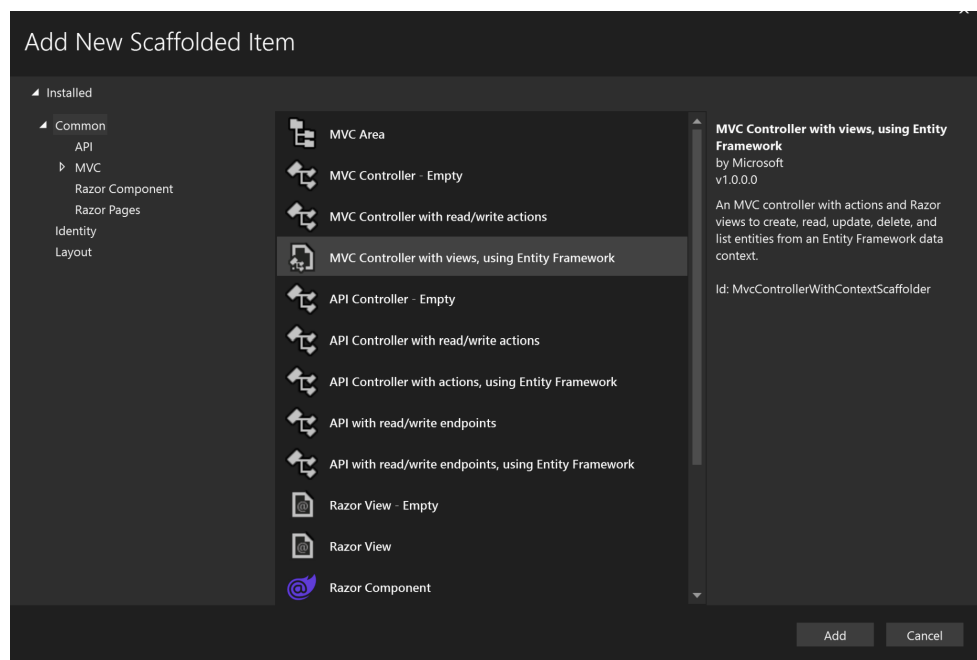 Add New Scaffolded Item
Installed
Common
API
MVC
Razor Component
Razor Pages
Identity
Layout
MVC Area
MVC Controller - Empty
MVC Controller with read/write actions
MVC Controller with views, using Entity Framework
API Controller - Empty
API Controller with read/write actions
API Controller with actions, using Entity Framework
API with read/write endpoints
API with read/write endpoints, using Entity Framework
Razor View - Empty
Razor View
Razor Component
MVC Controller with views, using Entity
Framework
by Microsoft
v1.0.0.0
An MVC controller with actions and Razor
views to create, read, update, delete, and
list entities from an Entity Framework data
context.
Id: MvcControllerWithContextScaffolder
Add
Cancel